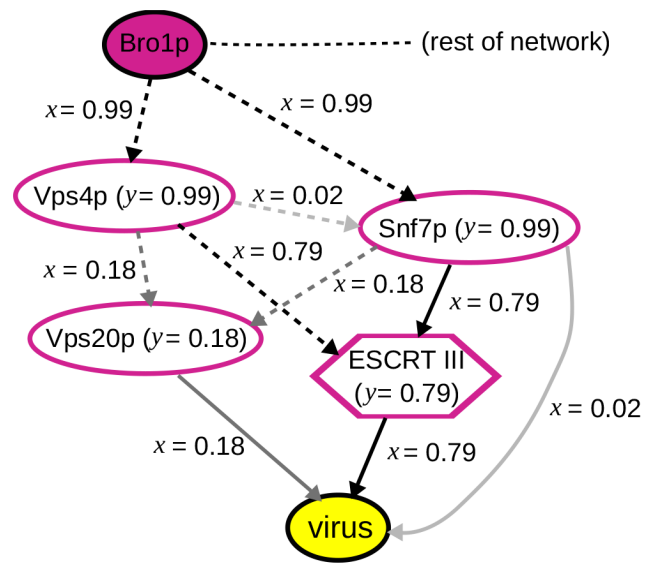 Bro1p
(rest of network)
x = 0.99
x = 0.99
Vps4p (y = 0.99)
x = 0.02
Snf7p (y = 0.99)
x = 0.79
x = 0.18
x = 0.18
x = 0.79
Vps20p (y = 0.18)
ESCRT III
(y = 0.79)
x = 0.02
x = 0.18
x = 0.79
virus